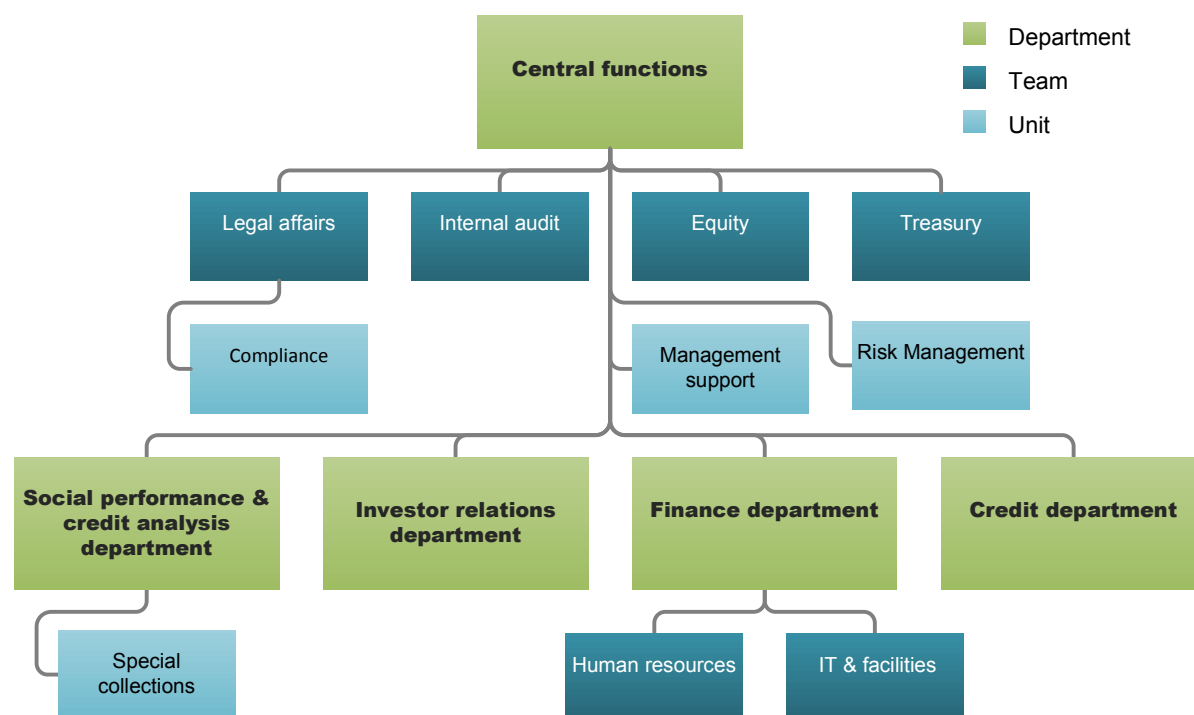 Central functions
Department
Team
Unit
Legal affairs
Internal audit
Equity
Treasury
Compliance
Management
support
Risk Management
Social performance &
credit analysis
department
Investor relations
department
Finance department
Credit department
Special
collections
Human resources
IT & facilities